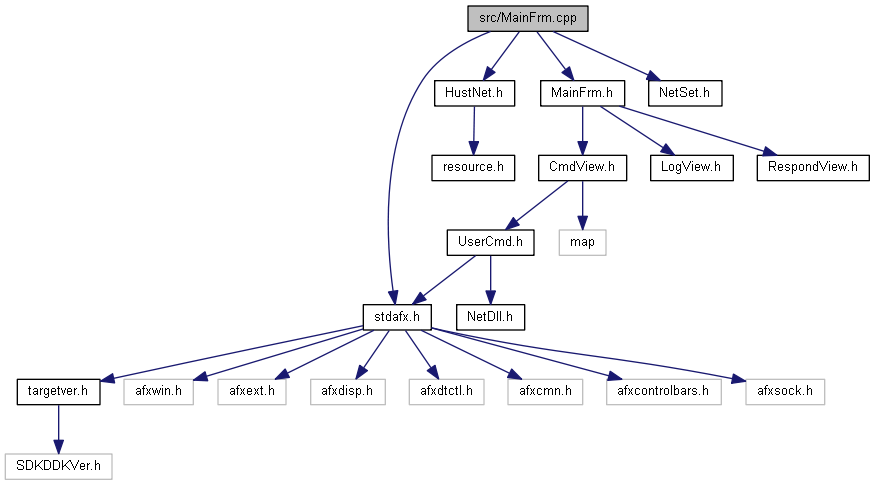 src/MainFrm.cpp
HustNet.h
MainFrm.h
NetSet.h
resource.h
CmdView.h
LogView.h
RespondView.h
UserCmd.h
map
stdafx.h
NetDll.h
targetver.h
afxwin.h
afxext.h
afxdisp.h
afxdtctl.h
afxcmn.h
afxcontrolbars.h
afxsock.h
SDKDDKVer.h